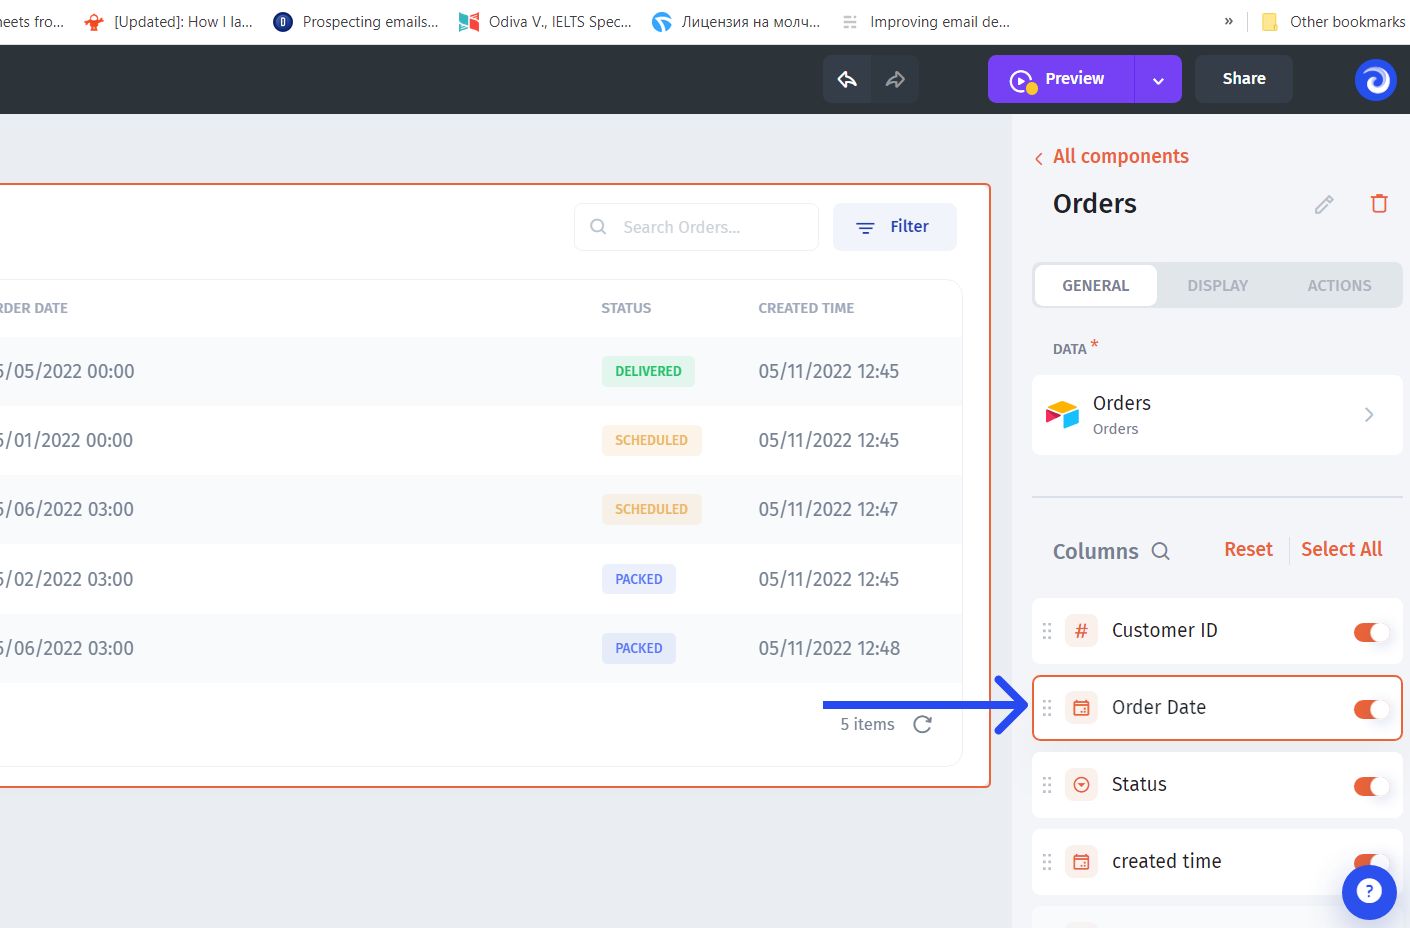 neets fro... [Updated]: How I la... Prospecting emails... Odiva V., IELTS Spec... Лицензия на молч... Improving email de... » Other bookmarks
Preview Share
All components
Orders
Search Orders... Filter
GENERAL DISPLAY ACTIONS
RDER DATE STATUS CREATED TIME
DATA *
5/05/2022 00:00 DELIVERED 05/11/2022 12:45
Orders
Orders
5/01/2022 00:00 SCHEDULED 05/11/2022 12:45
5/06/2022 03:00 SCHEDULED 05/11/2022 12:47
Columns Reset Select All
5/02/2022 03:00 PACKED 05/11/2022 12:45
# Customer ID
5/06/2022 03:00 PACKED 05/11/2022 12:48
Order Date
5 items
Status
created time
?